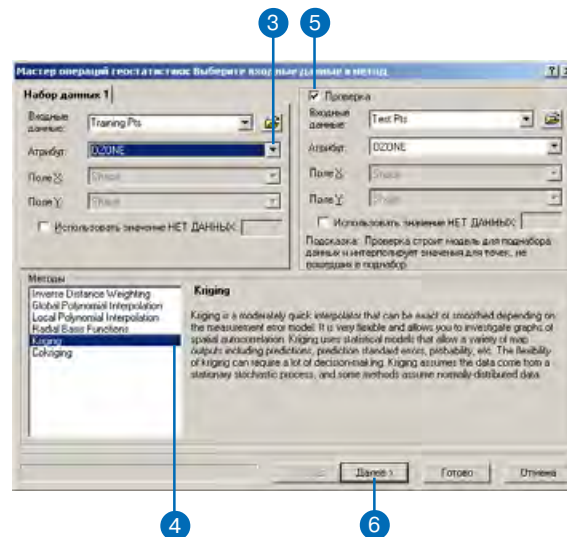 3 5
Мастер операций геостатистики: Выберите входные данные и метод
Набор данных 1
Входные данные: Training Pts
Атрибут: OZONE
Поле X: Shape
Поле Y: Shape
Использовать значение НЕТ ДАННЫХ:
Проверка
Входные данные: Test Pts
Атрибут: OZONE
Поле X: Shape
Поле Y: Shape
Использовать значение НЕТ ДАННЫХ:
Подсказка: Проверка строит модель для поднабора
данных и интерполирует значения для точек, не
вошедших в поднабор.
Методы
Inverse Distance Weighting
Global Polynomial Interpolation
Local Polynomial Interpolation
Radial Basis Functions
Kriging
Cokriging
Kriging
Kriging is a moderately quick interpolator that can be exact or smoothed depending on
the measurement error model. It is very flexible and allows you to investigate graphs of
spatial autocorrelation. Kriging uses statistical models that allow a variety of map
outputs including predictions, prediction standard errors, probability, etc. The flexibility
of kriging can require a lot of decision-making. Kriging assumes the data come from a
stationary stochastic process, and some methods assume normally-distributed data.
Далее > Готово Отмена
4 6